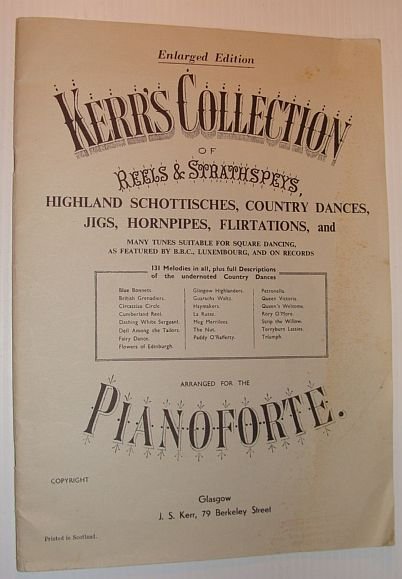 Enlarged Edition
KERR'S COLLECTION
OF
REELS & STRATHSPEYS,
HIGHLAND SCHOTTISCHES, COUNTRY DANCES,
JIGS, HORNPIPES, FLIRTATIONS, and
MANY TUNES SUITABLE FOR SQUARE DANCING,
AS FEATURED BY B.B.C., LUXEMBOURG, AND ON RECORDS
131 Melodies in all, plus full Descriptions
of the undernoted Country Dances
Blue Bonnets.
British Grenadiers.
Circassian Circle.
Cumberland Reel.
Dashing White Sergeant.
Deil Among the Tailors.
Fairy Dance.
Flowers of Edinburgh.
Glasgow Highlanders.
Guaracha Waltz.
Haymakers.
La Russe.
Meg Merrilees.
The Nut.
Paddy O'Rafferty.
Petronella.
Queen Victoria.
Queen's Welcome.
Rory O'More.
Strip the Willow.
Torryburn Lasses.
Triumph.
ARRANGED FOR THE
PIANOFORTE.
COPYRIGHT
Glasgow
J. S. Kerr, 79 Berkeley Street
Printed in Scotland.